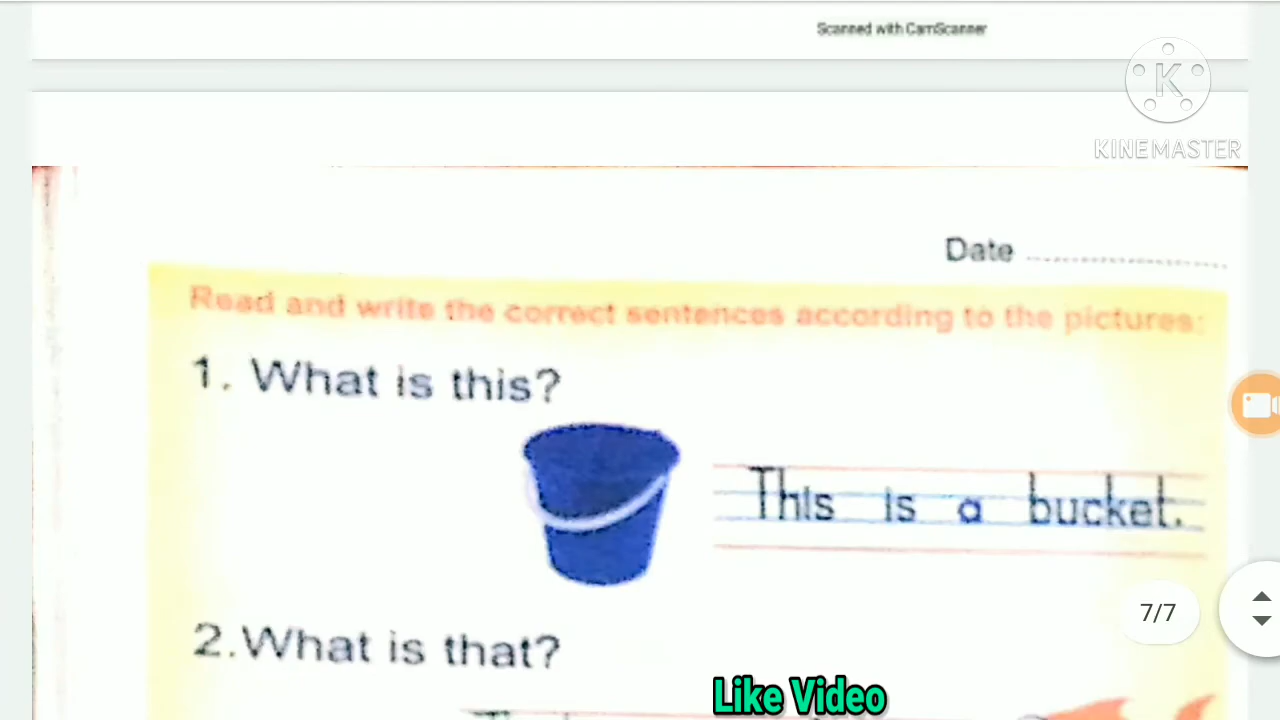 Scanned with CamScanner
KINEMASTER
Date
Read and write the correct sentences according to the pictures:
1. What is this?
This is a bucket.
7/7
2.What is that?
Like Video